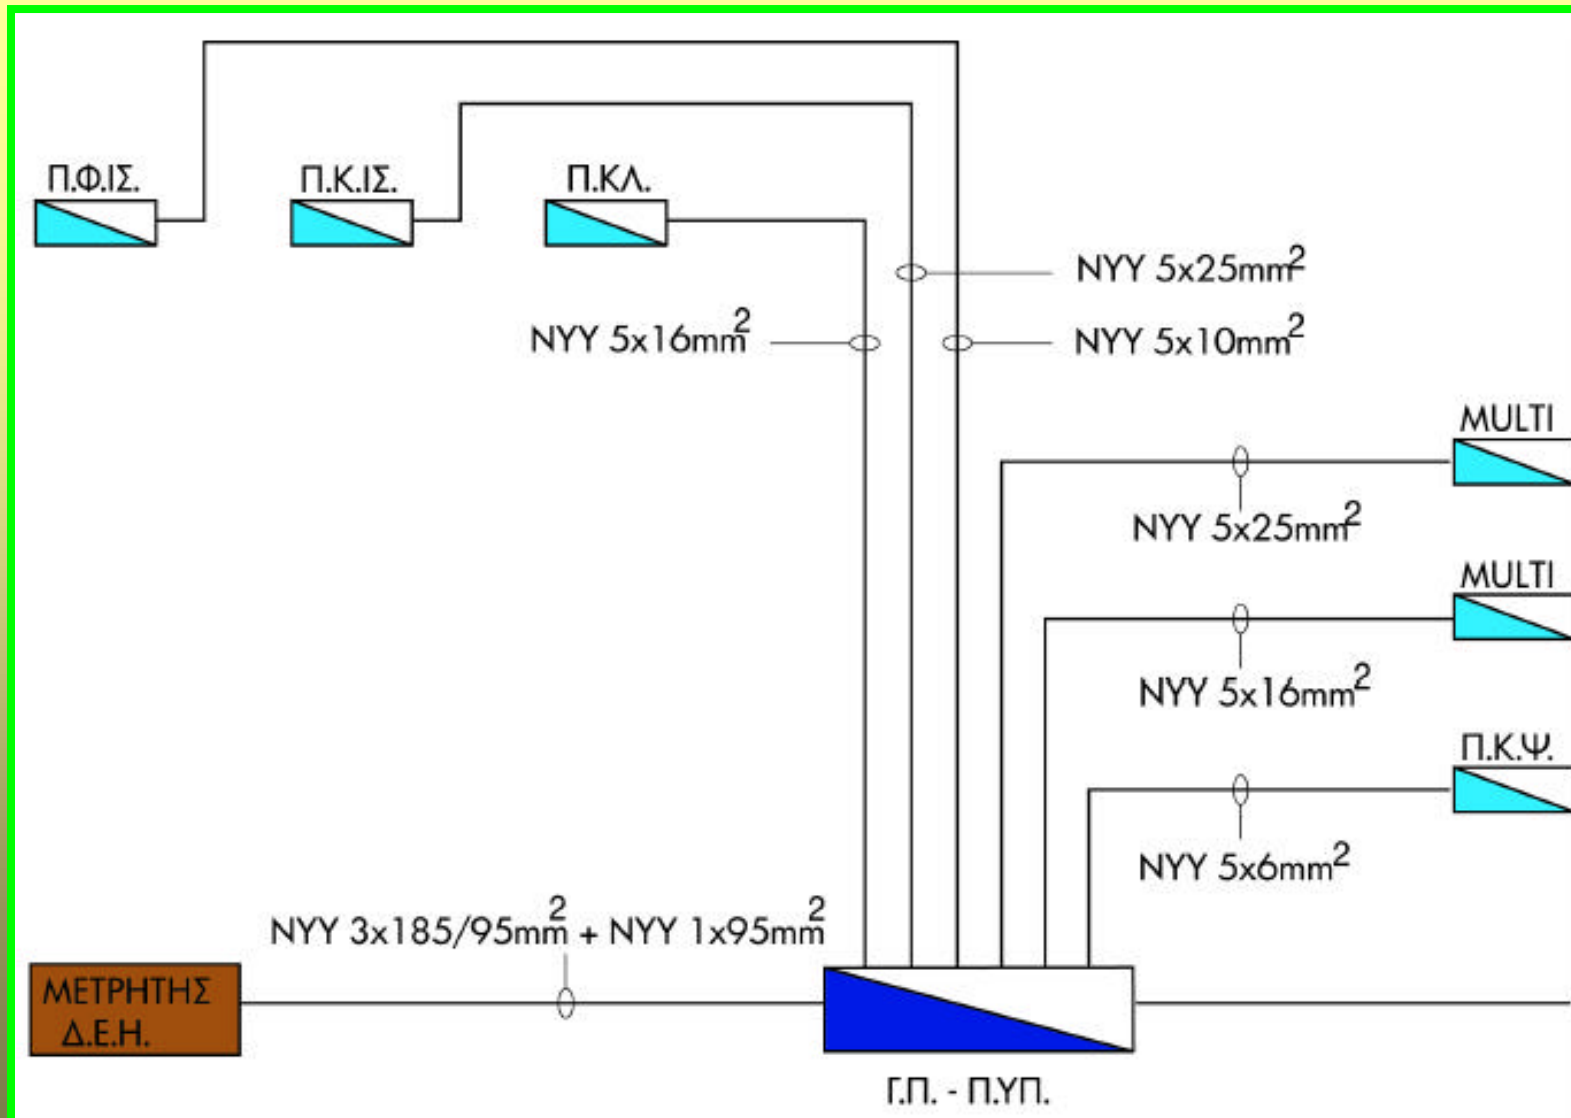 Π.Φ.ΙΣ.
Π.Κ.ΙΣ.
Π.ΚΛ.
NYY 5x25mm²
NYY 5x16mm²
NYY 5x10mm²
MULTI
NYY 5x25mm²
MULTI
NYY 5x16mm²
Π.Κ.Ψ.
NYY 5x6mm²
NYY 3x185/95mm² + NYY 1x95mm²
ΜΕΤΡΗΤΗΣ
Δ.Ε.Η.
Γ.Π. - Π.ΥΠ.